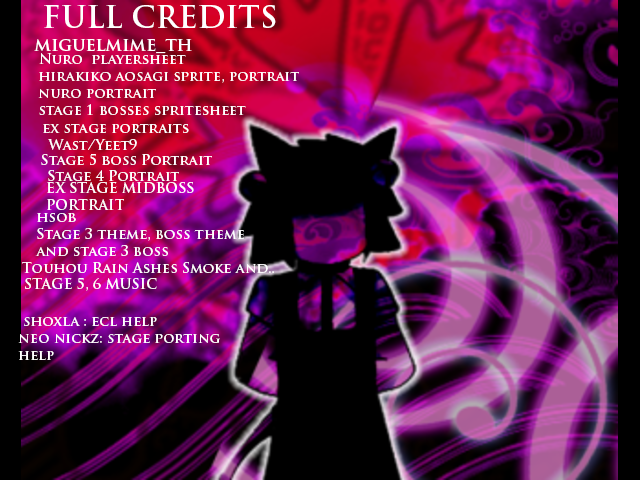 FULL CREDITS
MIGUELMIME_TH
NURO PLAYERSHEET
HIRAKIKO AOSAGI SPRITE, PORTRAIT
NURO PORTRAIT
STAGE 1 BOSSES SPRITESHEET
EX STAGE PORTRAITS
WAST/YEET9
STAGE 5 BOSS PORTRAIT
STAGE 4 PORTRAIT
EX STAGE MIDBOSS
PORTRAIT
HSOB
STAGE 3 THEME, BOSS THEME
AND STAGE 3 BOSS
TOUHOU RAIN ASHES SMOKE AND..
STAGE 5, 6 MUSIC
SHOXLA : ECL HELP
NEO NICKZ: STAGE PORTING
HELP